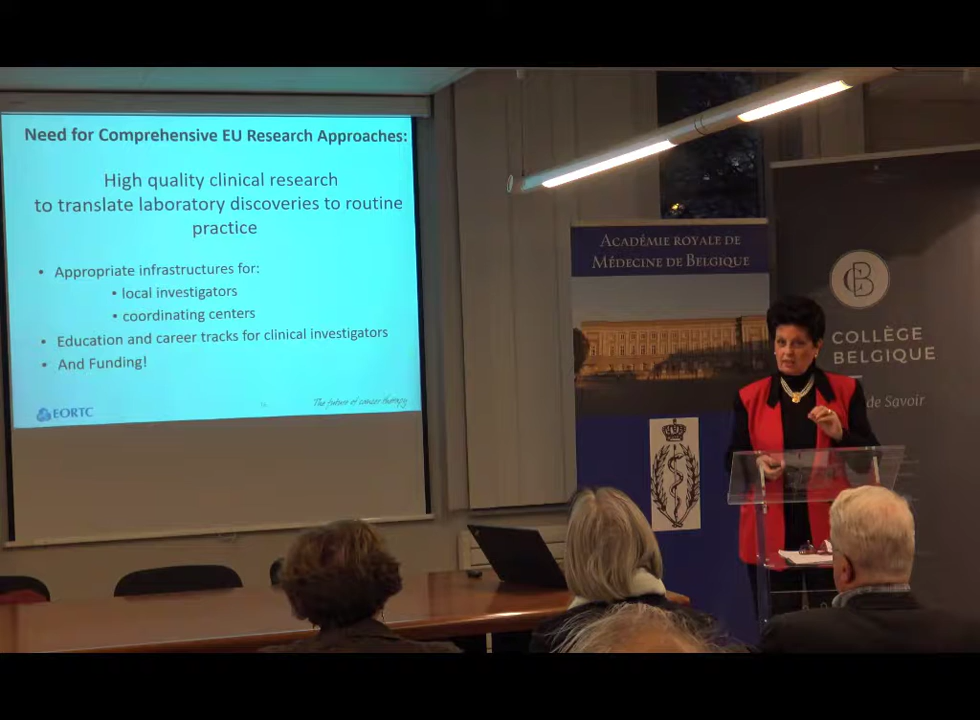 Need for Comprehensive EU Research Approaches:
High quality clinical research
to translate laboratory discoveries to routine
practice
• Appropriate infrastructures for:
• local investigators
• coordinating centers
• Education and career tracks for clinical investigators
• And Funding!
EORTC
The future of cancer therapy
ACADÉMIE ROYALE DE
MÉDECINE DE BELGIQUE
CB
COLLÈGE
BELGIQUE
de Savoir